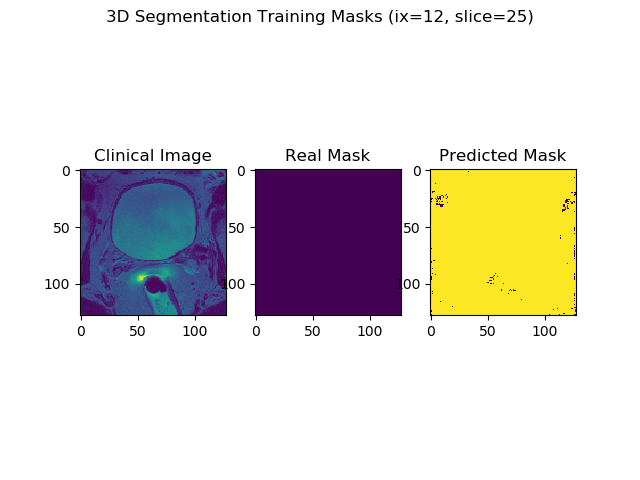 3D Segmentation Training Masks (ix=12, slice=25)
Clinical Image Real Mask Predicted Mask
0 0 0
50 50 50
100 100 100
0 50 100 0 50 100 0 50 100